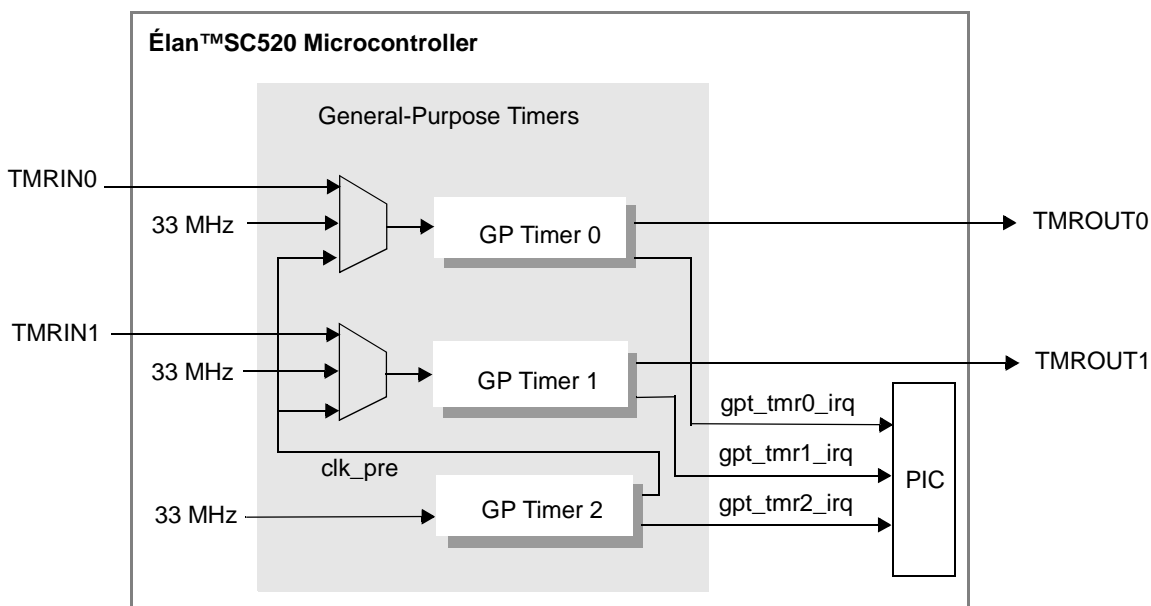 Élan™SC520 Microcontroller
General-Purpose Timers
TMRIN0
33 MHz
GP Timer 0
TMROUT0
TMRIN1
33 MHz
GP Timer 1
TMROUT1
gpt_tmr0_irq
gpt_tmr1_irq
clk_pre
PIC
33 MHz
GP Timer 2
gpt_tmr2_irq